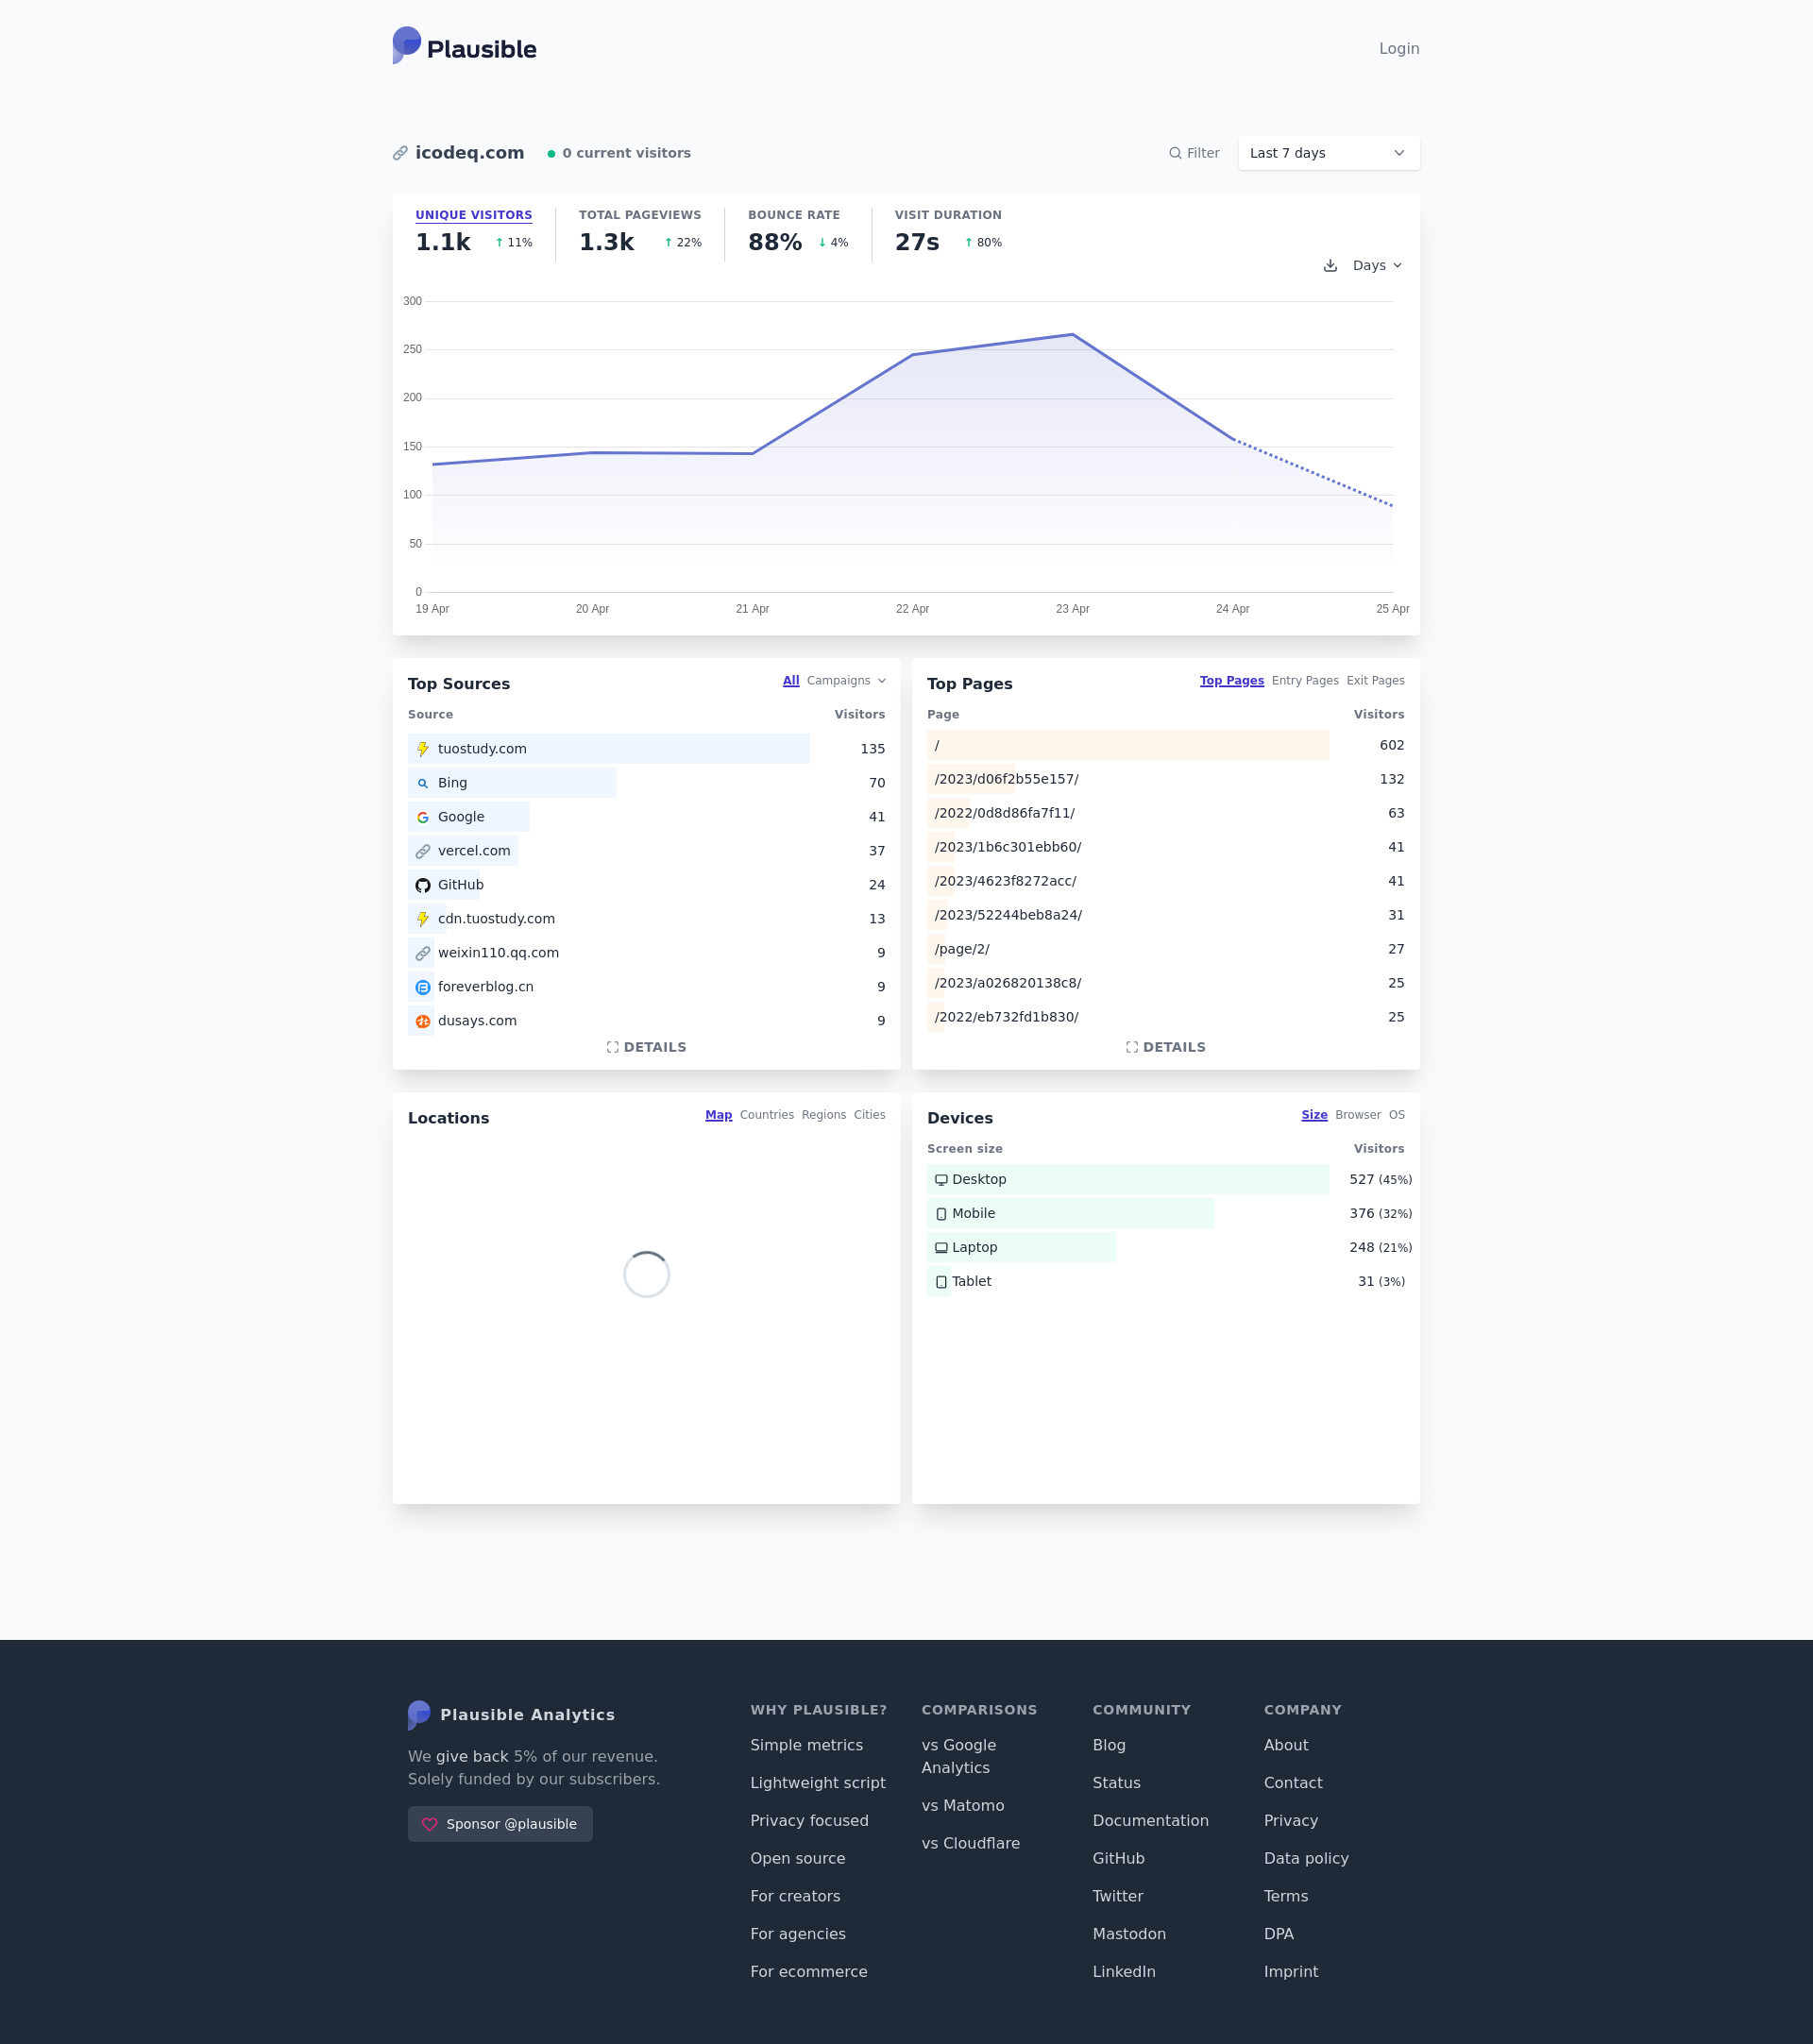 Plausible
Login
icodeq.com
0 current visitors
Filter
Last 7 days
UNIQUE VISITORS
1.1k ↑ 11%
TOTAL PAGEVIEWS
1.3k ↑ 22%
BOUNCE RATE
88% ↓ 4%
VISIT DURATION
27s ↑ 80%
Days
300
250
200
150
100
50
0
19 Apr 20 Apr 21 Apr 22 Apr 23 Apr 24 Apr 25 Apr
Top Sources
All Campaigns
Source Visitors
tuostudy.com 135
Bing 70
Google 41
vercel.com 37
GitHub 24
cdn.tuostudy.com 13
weixin110.qq.com 9
foreverblog.cn 9
dusays.com 9
DETAILS
Top Pages
Top Pages Entry Pages Exit Pages
Page Visitors
/ 602
/2023/d06f2b55e157/ 132
/2022/0d8d86fa7f11/ 63
/2023/1b6c301ebb60/ 41
/2023/4623f8272acc/ 41
/2023/52244beb8a24/ 31
/page/2/ 27
/2023/a026820138c8/ 25
/2022/eb732fd1b830/ 25
DETAILS
Locations
Map Countries Regions Cities
Devices
Size Browser OS
Screen size Visitors
Desktop 527 (45%)
Mobile 376 (32%)
Laptop 248 (21%)
Tablet 31 (3%)
Plausible Analytics
We give back 5% of our revenue.
Solely funded by our subscribers.
Sponsor @plausible
WHY PLAUSIBLE?
Simple metrics
Lightweight script
Privacy focused
Open source
For creators
For agencies
For ecommerce
COMPARISONS
vs Google
Analytics
vs Matomo
vs Cloudflare
COMMUNITY
Blog
Status
Documentation
GitHub
Twitter
Mastodon
LinkedIn
COMPANY
About
Contact
Privacy
Data policy
Terms
DPA
Imprint